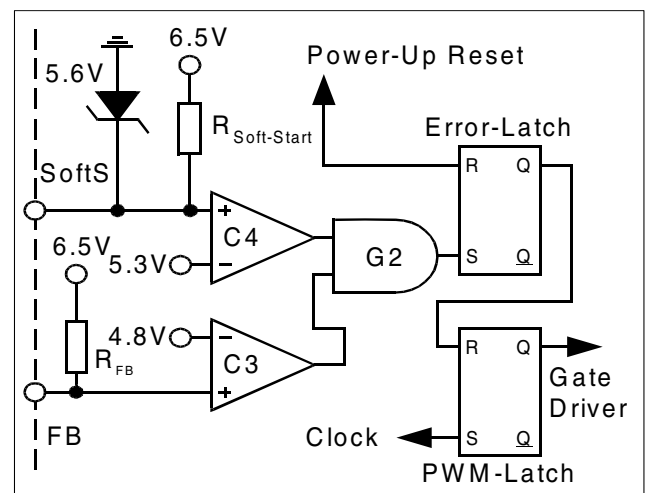 6.5V
Power-Up Reset
5.6V
R Soft-Start
Error-Latch
SoftS
R Q
+
C4
-
G2
S Q
6.5V
5.3V
4.8V
-
C3
R FB
+
R Q
Gate
Driver
FB
Clock
S Q
PWM-Latch